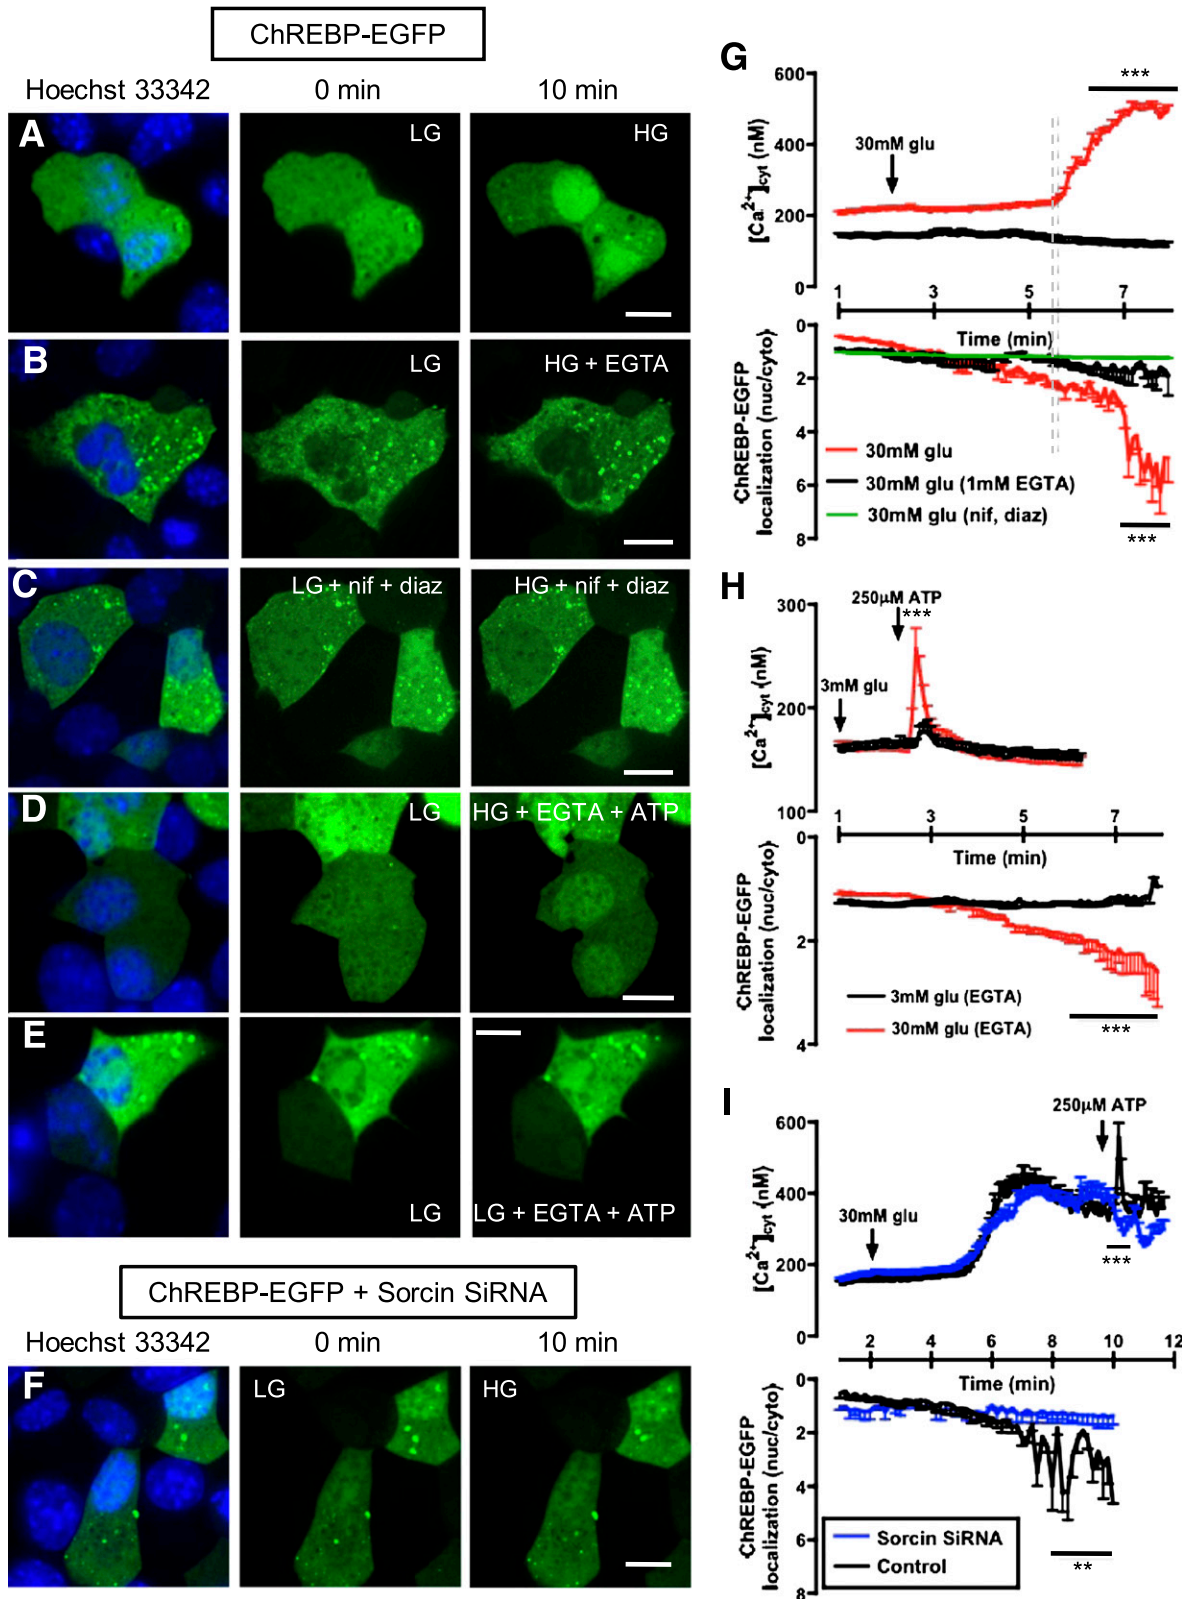 ChREBP-EGFP
Hoechst 33342 0 min 10 min
A LG HG
B LG HG + EGTA
C LG + nif + diaz HG + nif + diaz
D LG HG + EGTA + ATP
E LG LG + EGTA + ATP
ChREBP-EGFP + Sorcin SiRNA
Hoechst 33342 0 min 10 min
F LG HG
G
600
400
200
0
[Ca2+]cyt (nM)
30mM glu
***
1 3 5 7
Time (min)
0
2
4
6
8
ChREBP-EGFP
localization (nuc/cyto)
30mM glu
30mM glu (1mM EGTA)
30mM glu (nif, diaz)
***
H
300
200
100
[Ca2+]cyt (nM)
250µM ATP
***
3mM glu
1 3 5 7
Time (min)
0
2
4
ChREBP-EGFP
localization (nuc/cyto)
3mM glu (EGTA)
30mM glu (EGTA)
***
I
600
400
200
0
[Ca2+]cyt (nM)
250µM ATP
30mM glu
***
2 4 6 8 10 12
Time (min)
0
2
4
6
8
ChREBP-EGFP
localization (nuc/cyto)
Sorcin SiRNA
Control
**